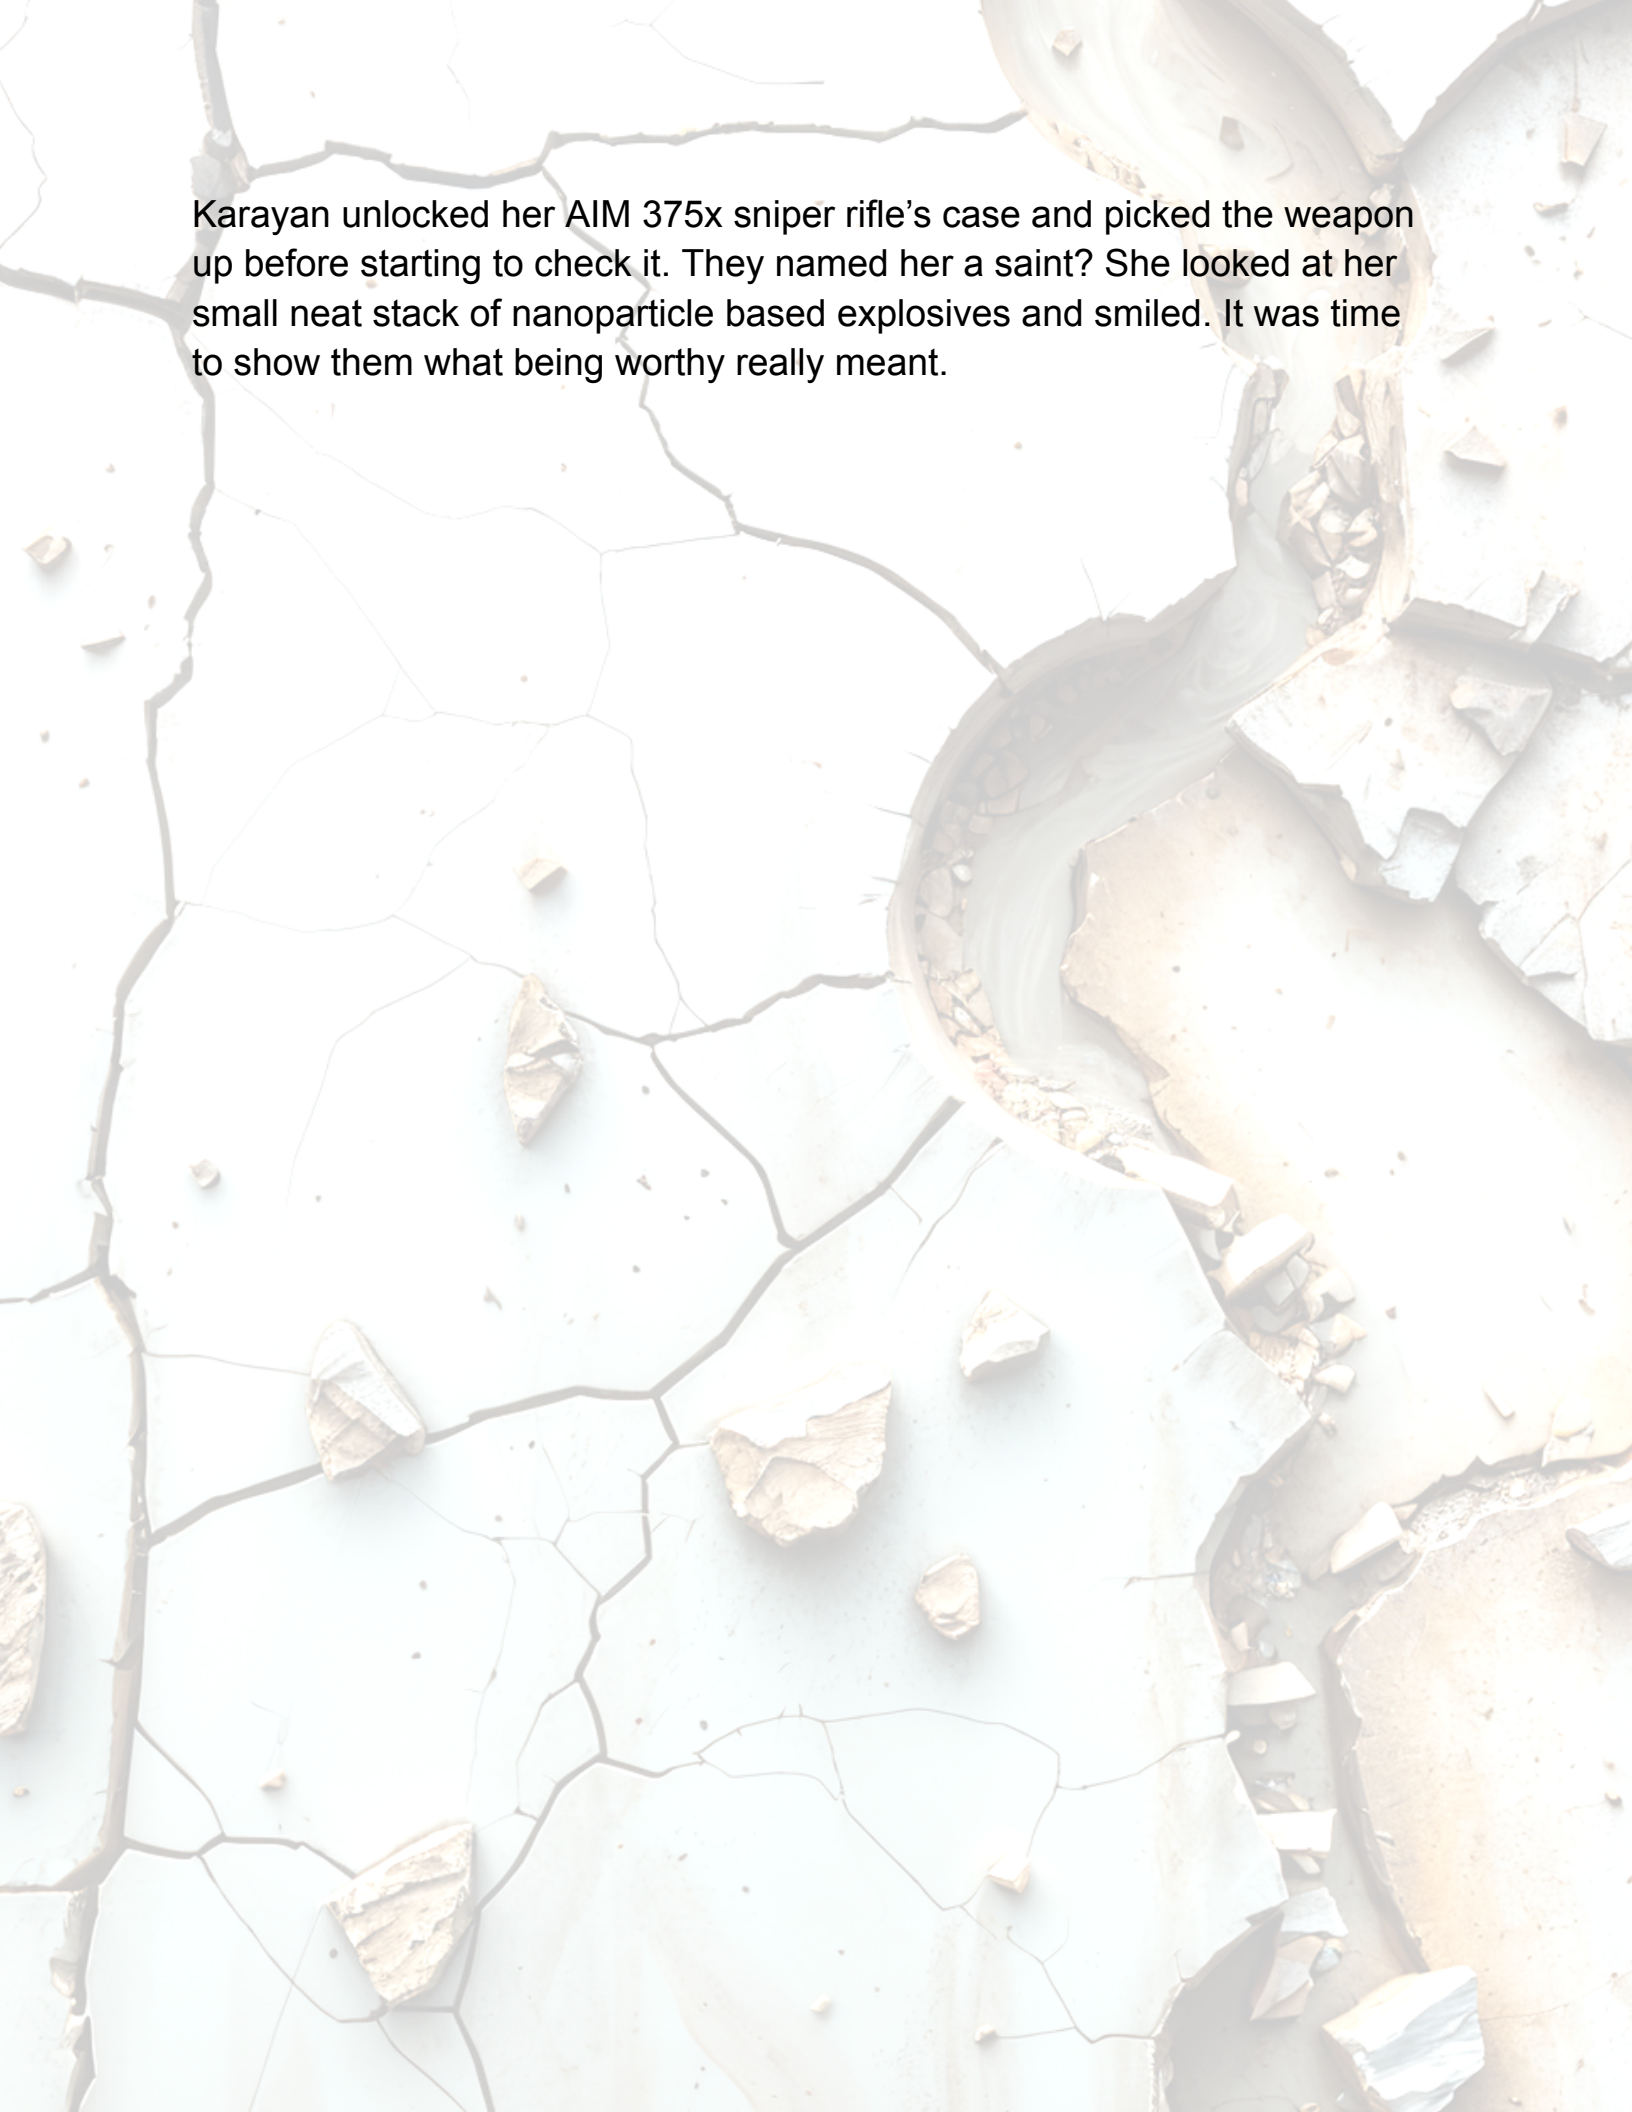 Karayan unlocked her AIM 375x sniper rifle’s case and picked the weapon
up before starting to check it. They named her a saint? She looked at her
small neat stack of nanoparticle based explosives and smiled. It was time
to show them what being worthy really meant.